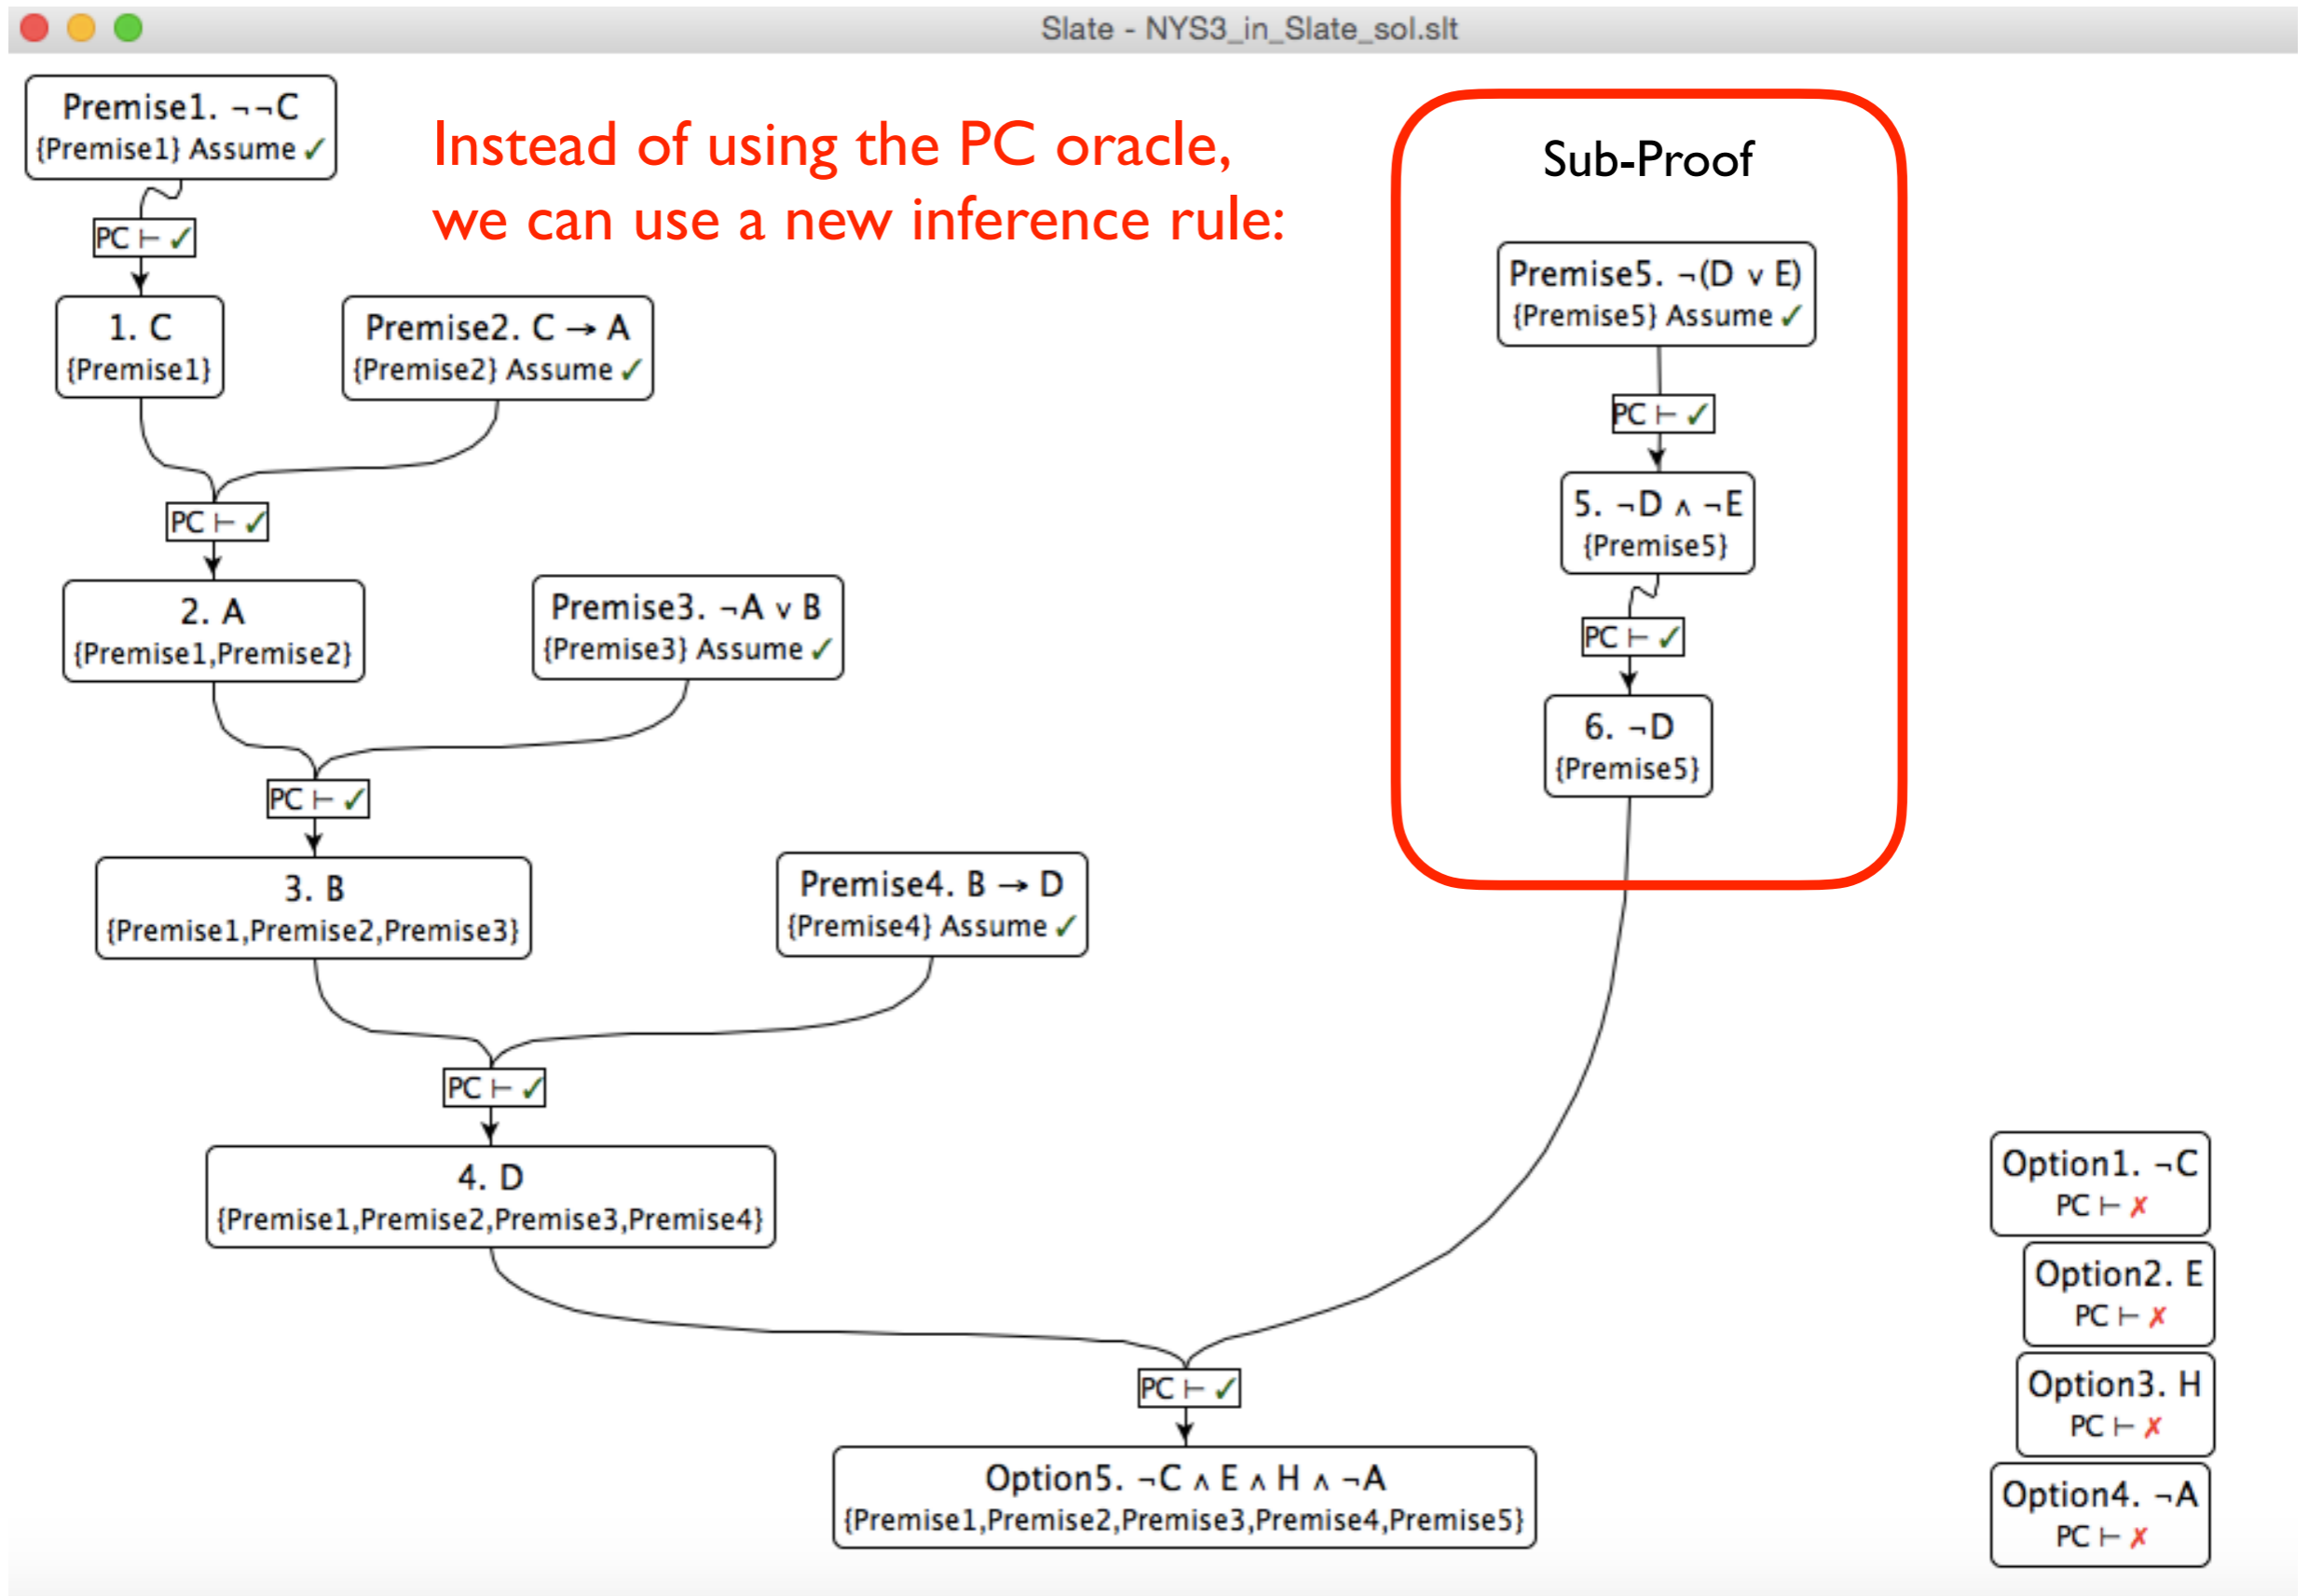 Slate - NYS3_in_Slate_sol.slt
Premise1. ¬¬C
{Premise1} Assume ✓
Instead of using the PC oracle,
we can use a new inference rule:
Sub-Proof
PC ⊢ ✓
Premise5. ¬(D ∨ E)
{Premise5} Assume ✓
1. C
{Premise1}
Premise2. C → A
{Premise2} Assume ✓
PC ⊢ ✓
5. ¬D ∧ ¬E
{Premise5}
PC ⊢ ✓
2. A
{Premise1,Premise2}
Premise3. ¬A ∨ B
{Premise3} Assume ✓
PC ⊢ ✓
6. ¬D
{Premise5}
PC ⊢ ✓
3. B
{Premise1,Premise2,Premise3}
Premise4. B → D
{Premise4} Assume ✓
PC ⊢ ✓
4. D
{Premise1,Premise2,Premise3,Premise4}
Option1. ¬C
PC ⊢ ✗
Option2. E
PC ⊢ ✗
Option3. H
PC ⊢ ✗
PC ⊢ ✓
Option5. ¬C ∧ E ∧ H ∧ ¬A
{Premise1,Premise2,Premise3,Premise4,Premise5}
Option4. ¬A
PC ⊢ ✗